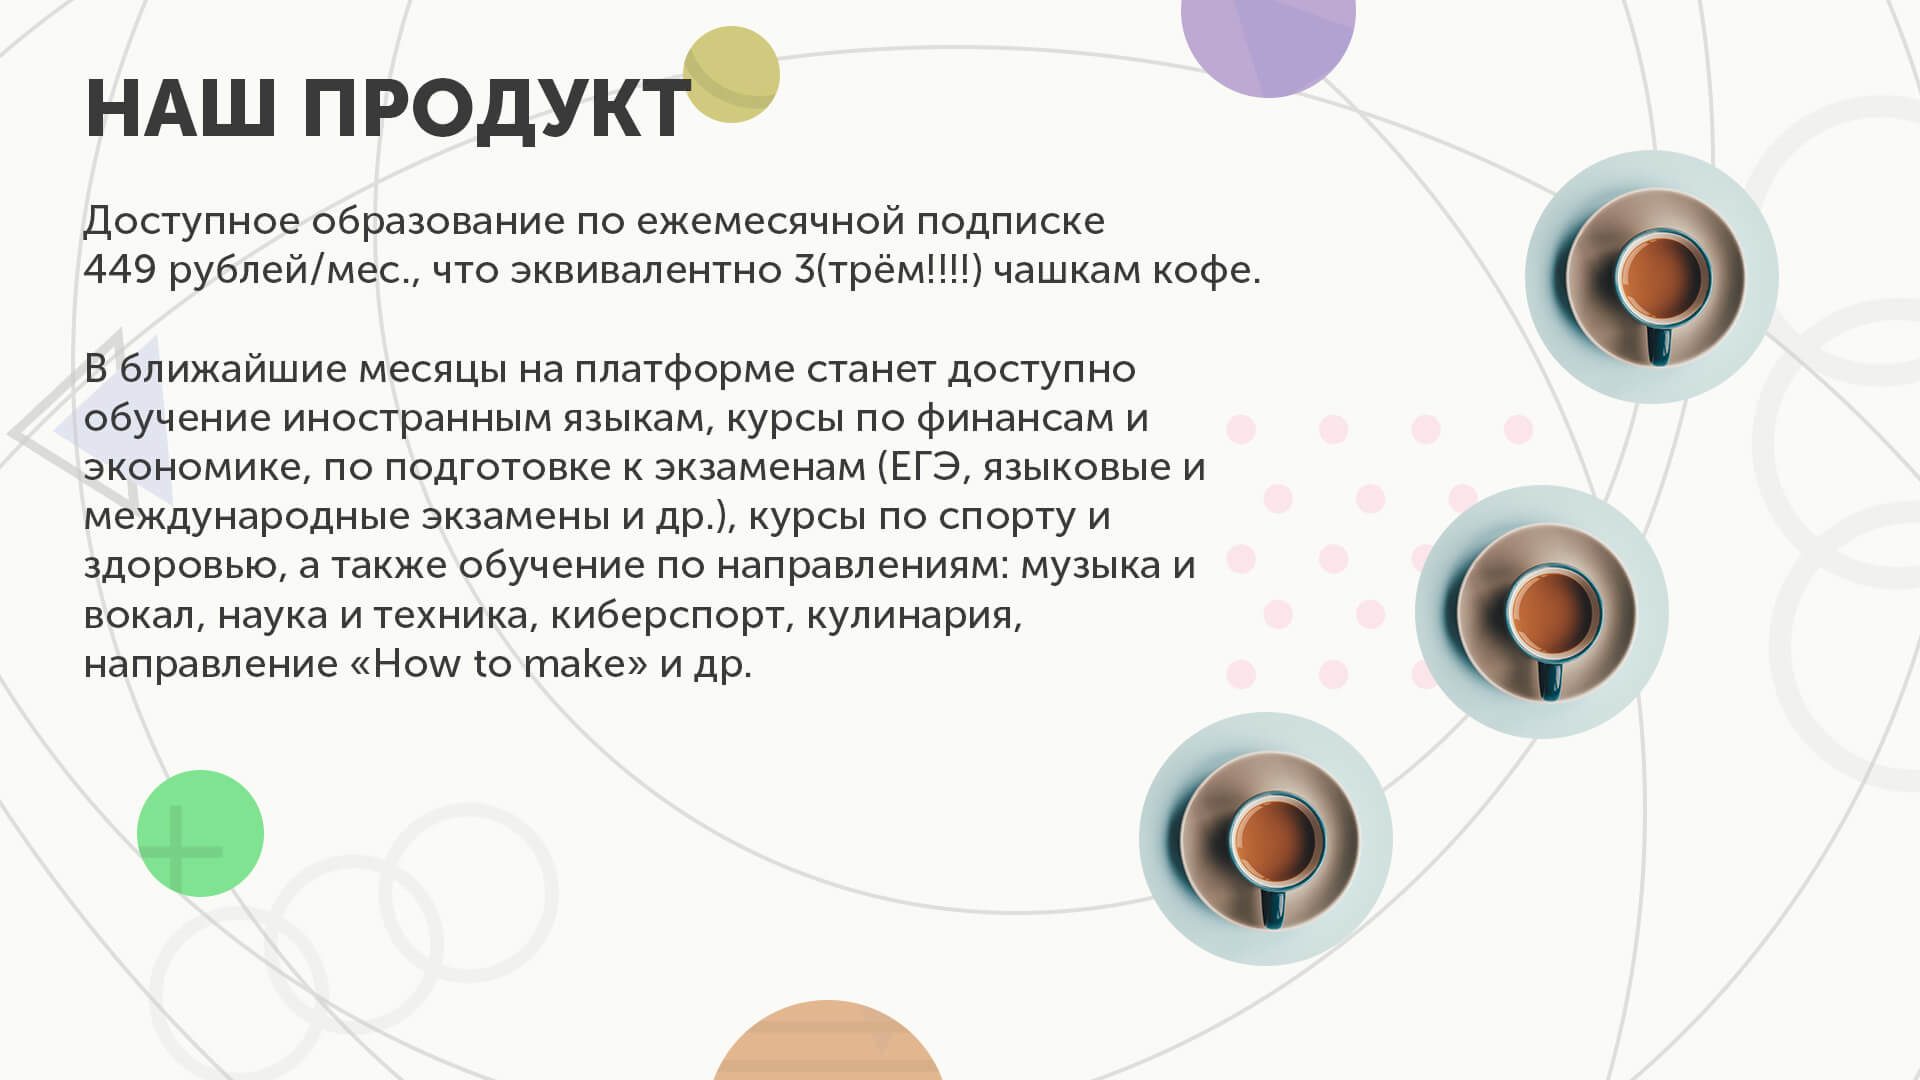 НАШ ПРОДУКТ
Доступное образование по ежемесячной подписке
449 рублей/мес., что эквивалентно 3(трём!!!!) чашкам кофе.
В ближайшие месяцы на платформе станет доступно
обучение иностранным языкам, курсы по финансам и
экономике, по подготовке к экзаменам (ЕГЭ, языковые и
международные экзамены и др.), курсы по спорту и
здоровью, а также обучение по направлениям: музыка и
вокал, наука и техника, киберспорт, кулинария,
направление «How to make» и др.